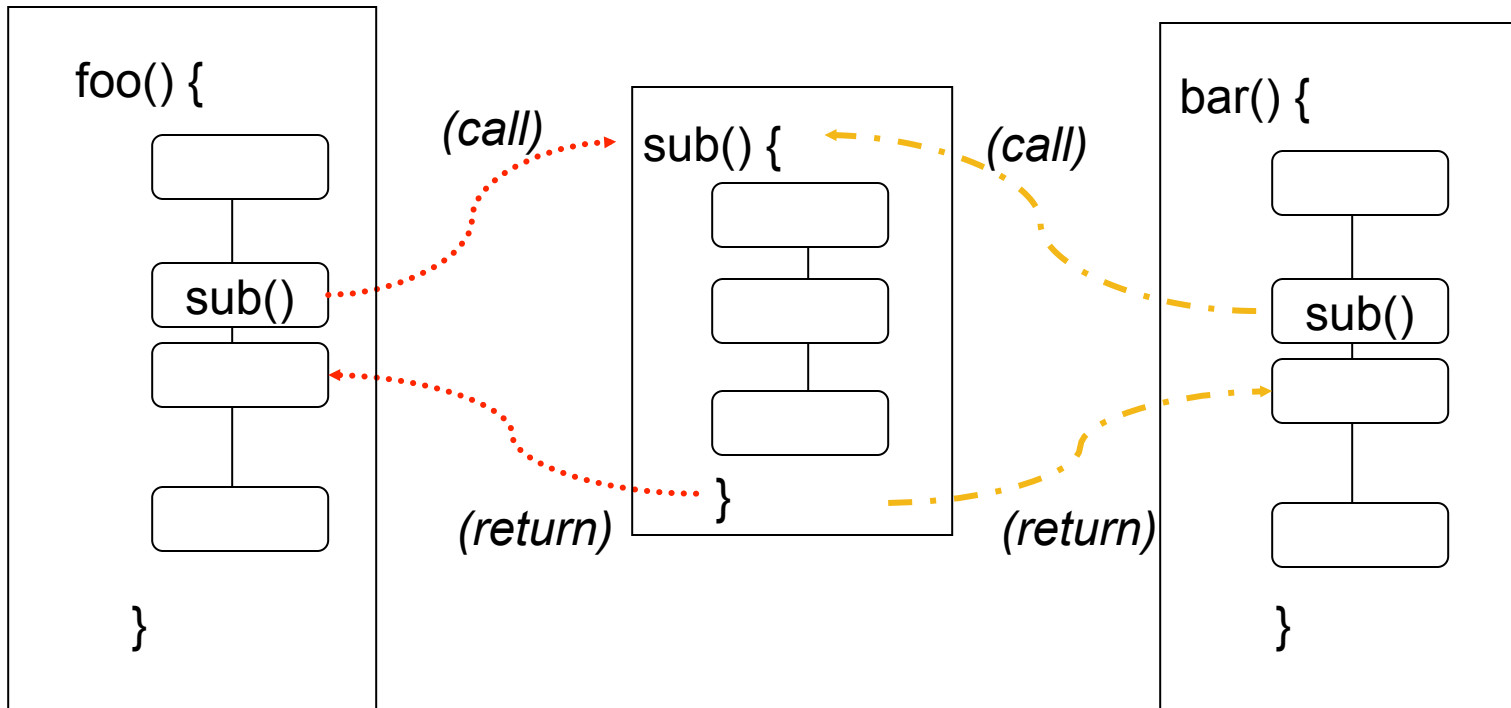 foo() {
sub()
}
(call)
(return)
sub() {
}
(call)
(return)
bar() {
sub()
}